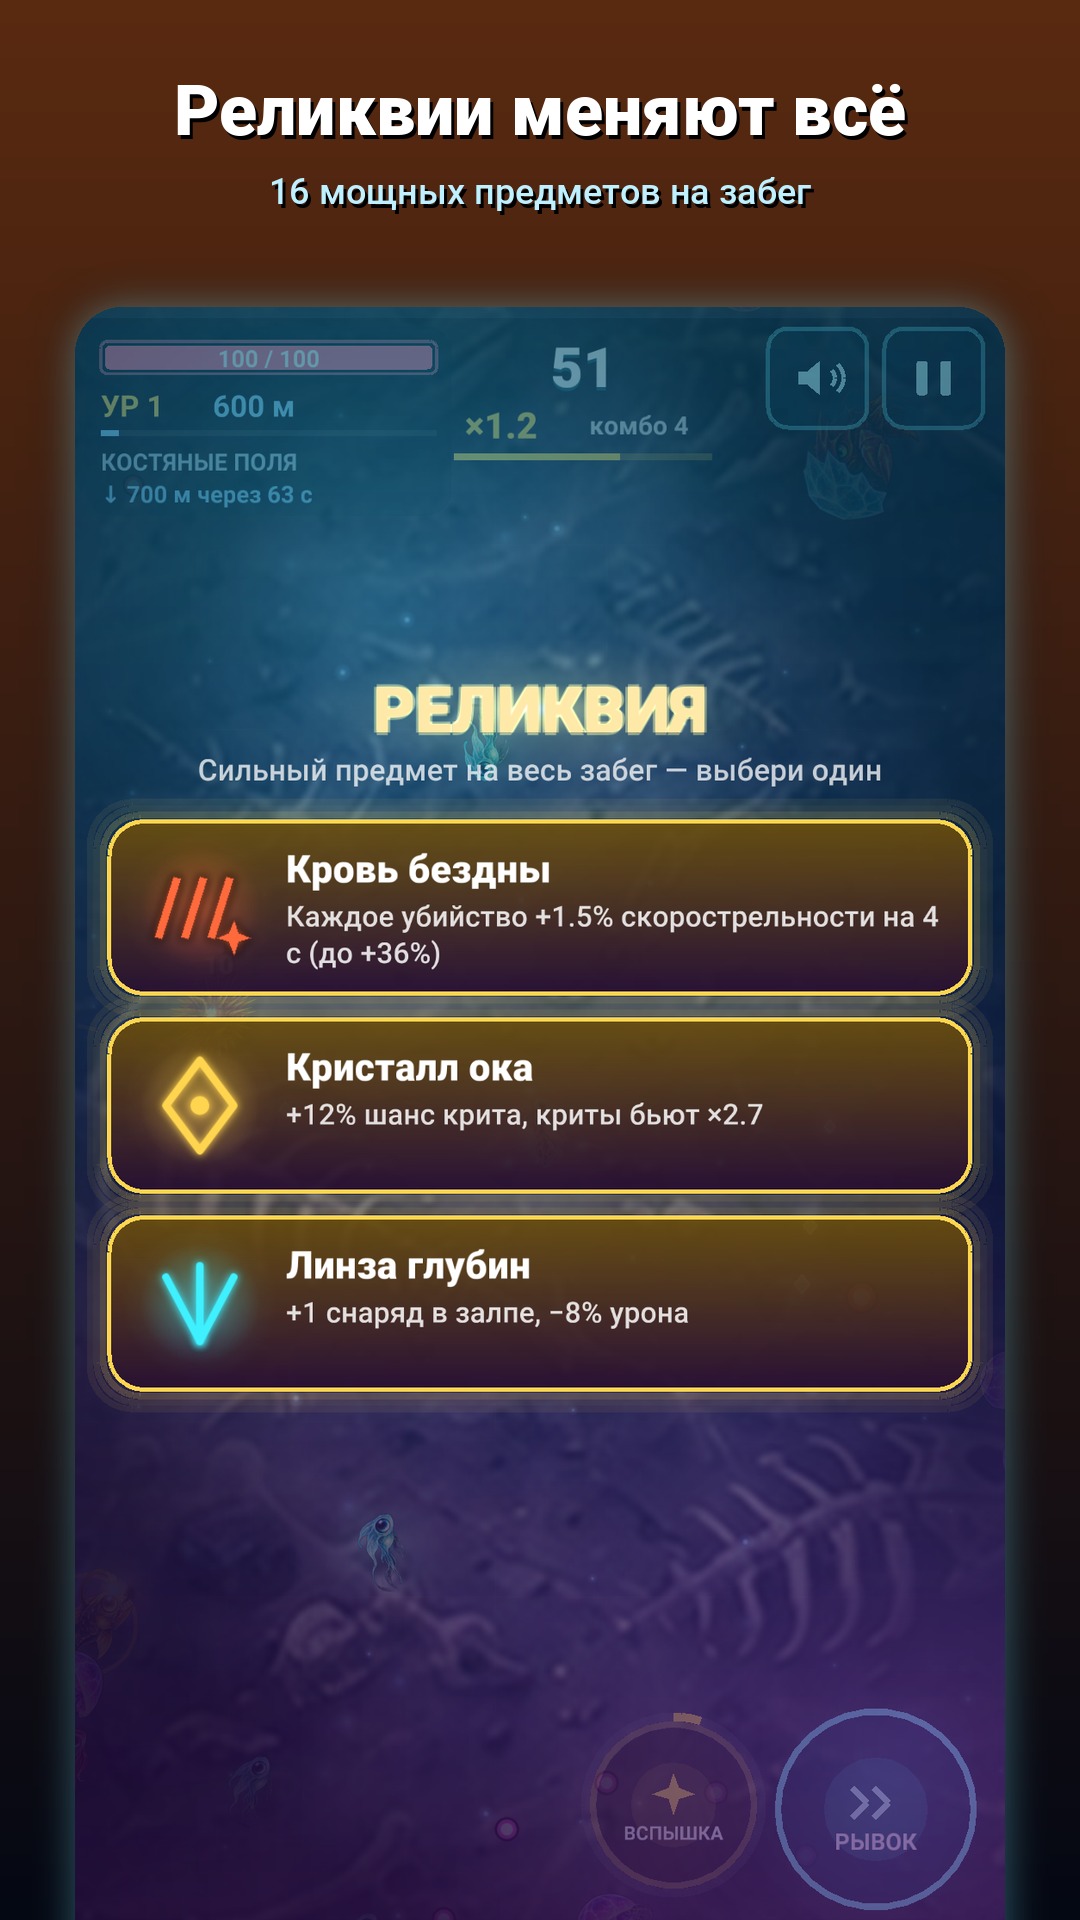 Реликвии меняют всё
16 мощных предметов на забег
100 / 100
51
УР 1 600 м
×1.2 комбо 4
КОСТЯНЫЕ ПОЛЯ
↓ 700 м через 63 с
РЕЛИКВИЯ
Сильный предмет на весь забег — выбери один
Кровь бездны
Каждое убийство +1.5% скорострельности на 4
с (до +36%)
Кристалл ока
+12% шанс крита, криты бьют ×2.7
Линза глубин
+1 снаряд в залпе, −8% урона
ВСПЫШКА
РЫВОК